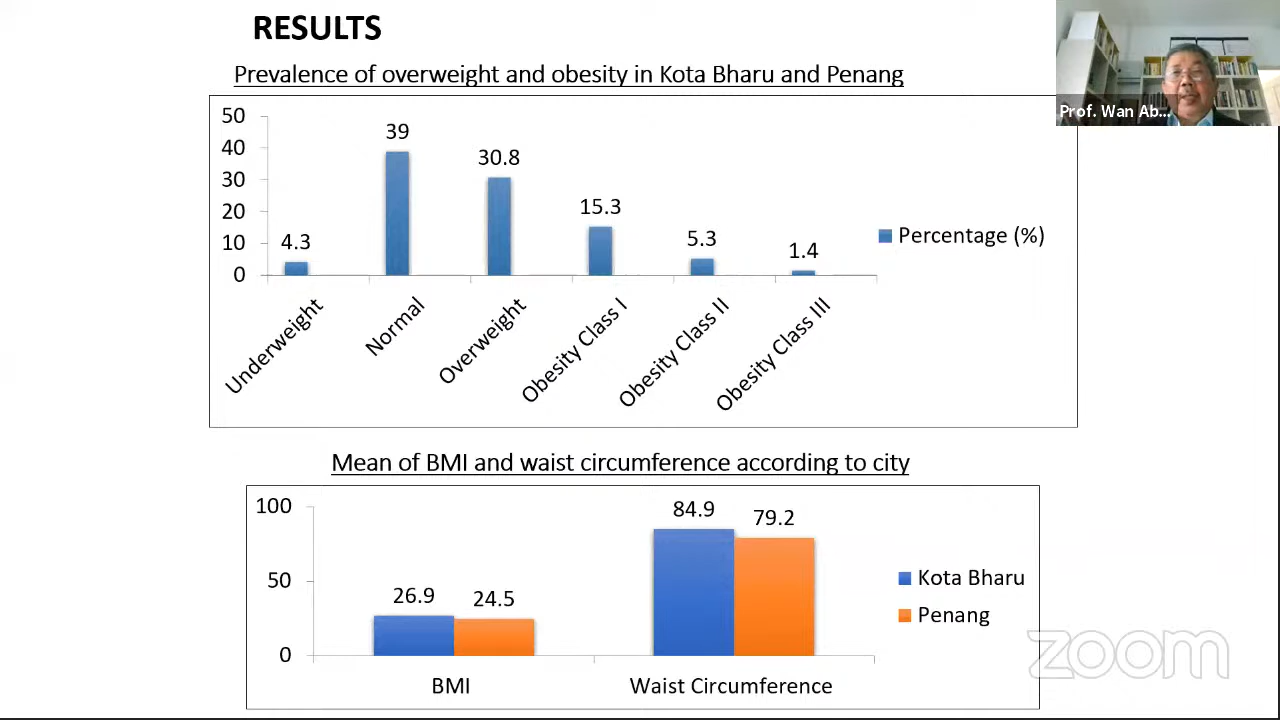 RESULTS
Prevalence of overweight and obesity in Kota Bharu and Penang
Prof. Wan Ab...
50
40
30
20
10
0
4.3
39
30.8
15.3
5.3
1.4
Underweight
Normal
Overweight
Obesity Class I
Obesity Class II
Obesity Class III
Percentage (%)
Mean of BMI and waist circumference according to city
100
50
0
26.9
24.5
84.9
79.2
BMI
Waist Circumference
Kota Bharu
Penang
zoom